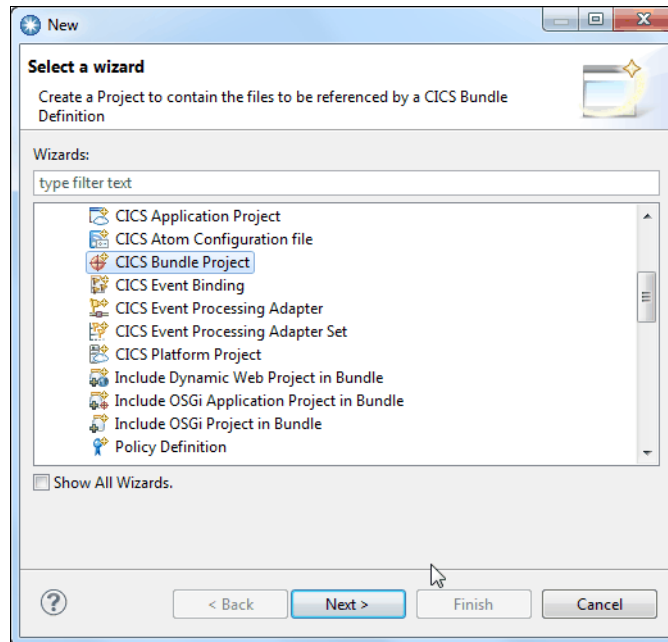 New
Select a wizard
Create a Project to contain the files to be referenced by a CICS Bundle
Definition
Wizards:
type filter text
CICS Application Project
CICS Atom Configuration file
CICS Bundle Project
CICS Event Binding
CICS Event Processing Adapter
CICS Event Processing Adapter Set
CICS Platform Project
Include Dynamic Web Project in Bundle
Include OSGi Application Project in Bundle
Include OSGi Project in Bundle
Policy Definition
Show All Wizards.
? < Back Next > Finish Cancel